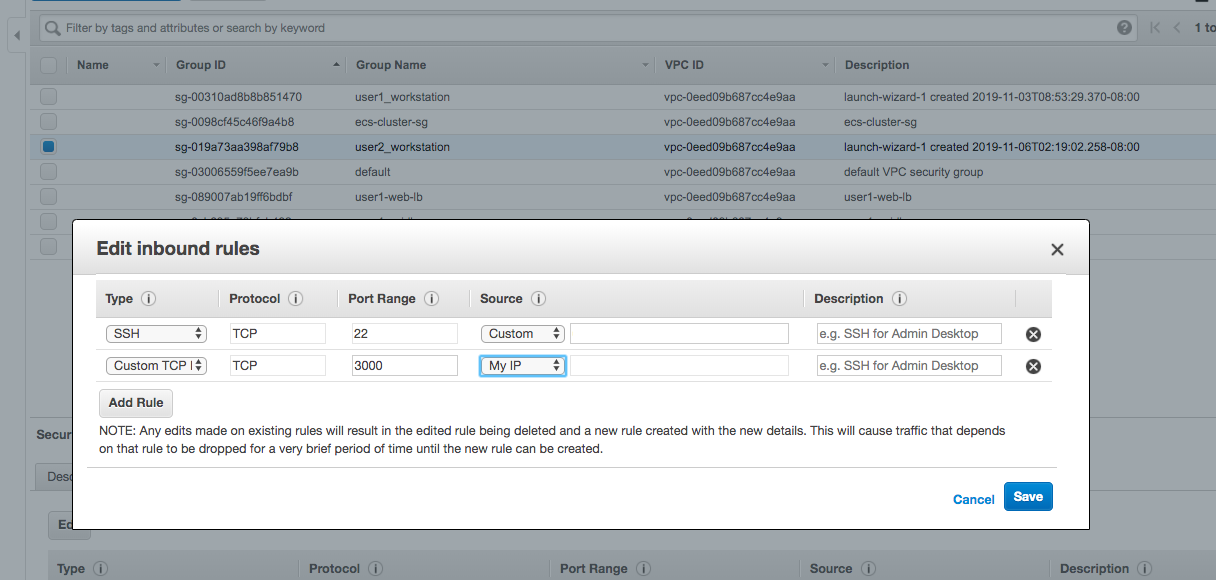 Filter by tags and attributes or search by keyword 1 to
Name Group ID Group Name VPC ID Description
sg-00310ad8b8b851470 user1_workstation vpc-0eed09b687cc4e9aa launch-wizard-1 created 2019-11-03T08:53:29.370-08:00
sg-0098cf45c46f9a4b8 ecs-cluster-sg vpc-0eed09b687cc4e9aa ecs-cluster-sg
sg-019a73aa398af79b8 user2_workstation vpc-0eed09b687cc4e9aa launch-wizard-1 created 2019-11-06T02:19:02.258-08:00
sg-03006559f5ee7ea9b default vpc-0eed09b687cc4e9aa default VPC security group
sg-089007ab19ff6bdbf user1-web-lb vpc-0eed09b687cc4e9aa user1-web-lb
Edit inbound rules
Type Protocol Port Range Source Description
SSH TCP 22 Custom e.g. SSH for Admin Desktop
Custom TCP TCP 3000 My IP e.g. SSH for Admin Desktop
Add Rule
NOTE: Any edits made on existing rules will result in the edited rule being deleted and a new rule created with the new details. This will cause traffic that depends
on that rule to be dropped for a very brief period of time until the new rule can be created.
Secur
Desc
Cancel Save
Type Protocol Port Range Source Description